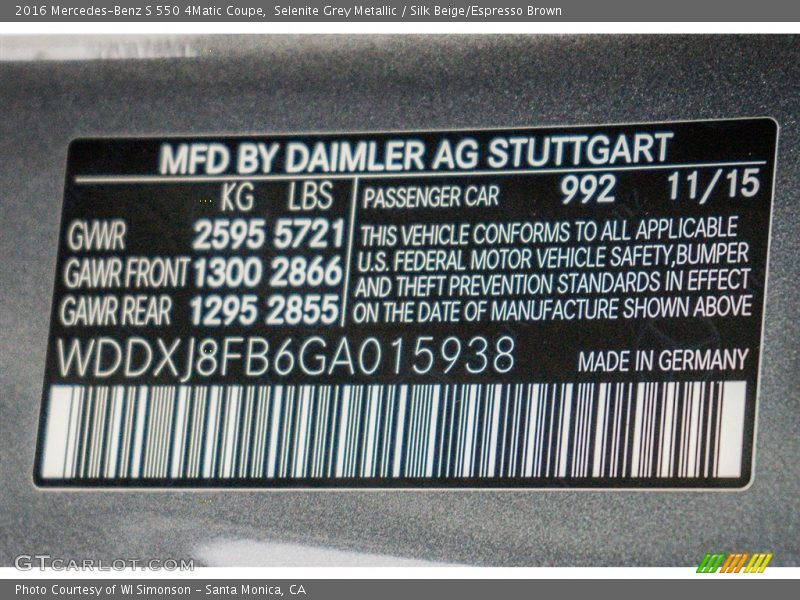 2016 Mercedes-Benz S 550 4Matic Coupe, Selenite Grey Metallic / Silk Beige/Espresso Brown
MFD BY DAIMLER AG STUTTGART
KG LBS
GWR 2595 5721
GAWR FRONT 1300 2866
GAWR REAR 1295 2855
PASSENGER CAR 992 11/15
THIS VEHICLE CONFORMS TO ALL APPLICABLE
U.S. FEDERAL MOTOR VEHICLE SAFETY,BUMPER
AND THEFT PREVENTION STANDARDS IN EFFECT
ON THE DATE OF MANUFACTURE SHOWN ABOVE
WDDXJ8FB6GA015938
MADE IN GERMANY
GTcarlot.com
Photo Courtesy of WI Simonson - Santa Monica, CA